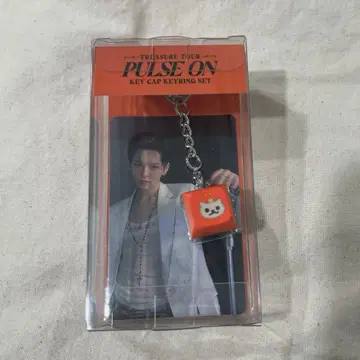 TREASURE TOUR
PULSE ON
KEY CAP KEYRING SET